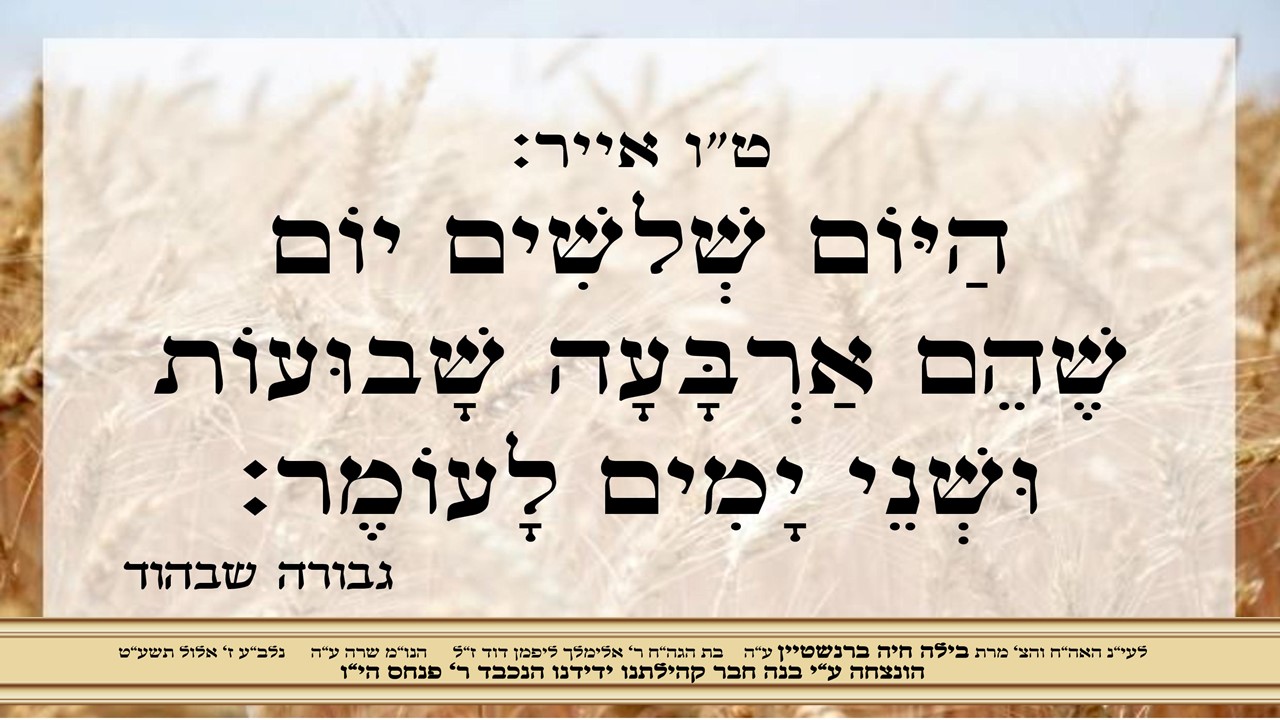 ט״ו אייר:
הַיּוֹם שְׁלשִׁים יוֹם
שֶׁהֵם אַרְבָּעָה שָׁבוּעוֹת
וּשְׁנֵי יָמִים לָעוֹמֶר:
גבורה שבהוד
לעי״נ האה״ח והצ׳ מרת בילה חיה ברנשטיין ע״ה בת הגה״ח ר׳ אלימלך ליפמן דוד ז״ל הנו״מ שרה ע״ה נלב״ע ז׳ אלול תשע״ט
הונצחה ע״י בנה חבר קהילתנו ידידנו הנכבד ר׳ פנחס הי״ו